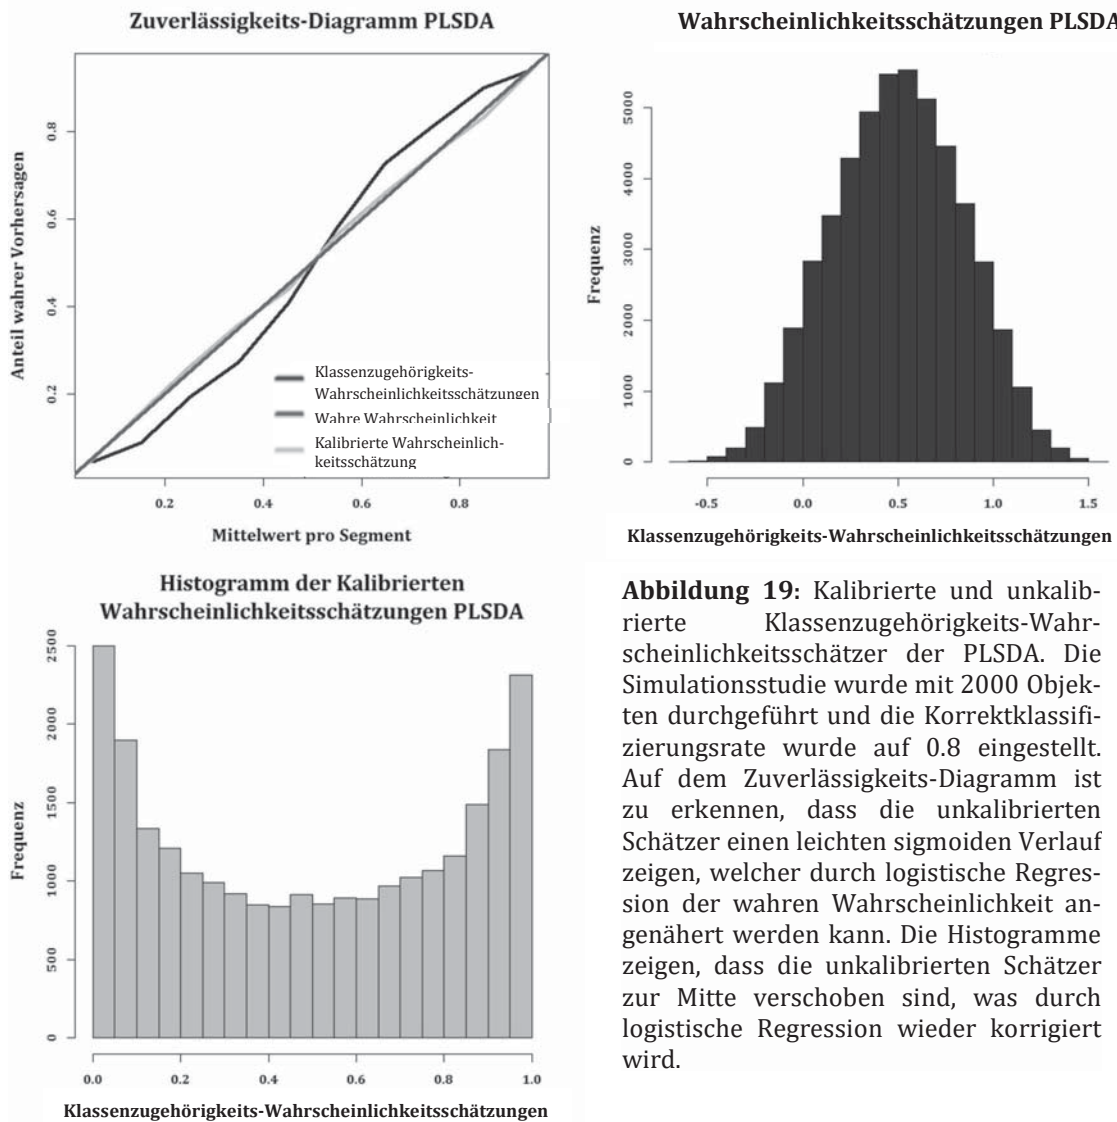 Zuverlässigkeits-Diagramm PLSDA
Anteil wahrer Vorhersagen
0.8
0.6
0.4
0.2
Klassenzugehörigkeits-
Wahrscheinlichkeitsschätzungen
Wahre Wahrscheinlichkeit
Kalibrierte Wahrscheinlich-
keitsschätzung
0.2 0.4 0.6 0.8
Mittelwert pro Segment
Wahrscheinlichkeitsschätzungen PLSDA
Frequenz
5000
4000
3000
2000
1000
0
-0.5 0.0 0.5 1.0 1.5
Klassenzugehörigkeits-Wahrscheinlichkeitsschätzungen
Histogramm der Kalibrierten
Wahrscheinlichkeitsschätzungen PLSDA
Frequenz
2500
2000
1500
1000
500
0
0.0 0.2 0.4 0.6 0.8 1.0
Klassenzugehörigkeits-Wahrscheinlichkeitsschätzungen
Abbildung 19: Kalibrierte und unkalib-
rierte Klassenzugehörigkeits-Wahr-
scheinlichkeitsschätzer der PLSDA. Die
Simulationsstudie wurde mit 2000 Objek-
ten durchgeführt und die Korrektklassifi-
zierungsrate wurde auf 0.8 eingestellt.
Auf dem Zuverlässigkeits-Diagramm ist
zu erkennen, dass die unkalibrierten
Schätzer einen leichten sigmoiden Verlauf
zeigen, welcher durch logistische Regres-
sion der wahren Wahrscheinlichkeit an-
genähert werden kann. Die Histogramme
zeigen, dass die unkalibrierten Schätzer
zur Mitte verschoben sind, was durch
logistische Regression wieder korrigiert
wird.